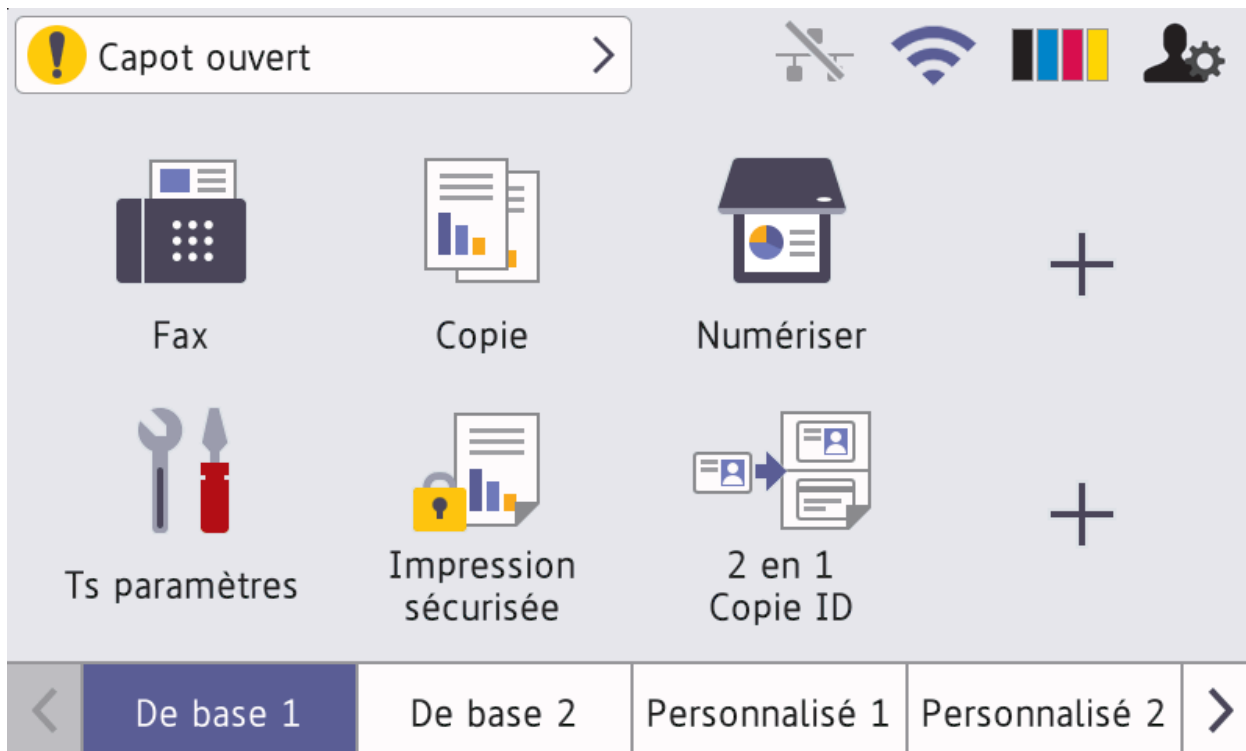 Capot ouvert
Fax
Copie
Numériser
Ts paramètres
Impression
sécurisée
2 en 1
Copie ID
De base 1
De base 2
Personnalisé 1
Personnalisé 2